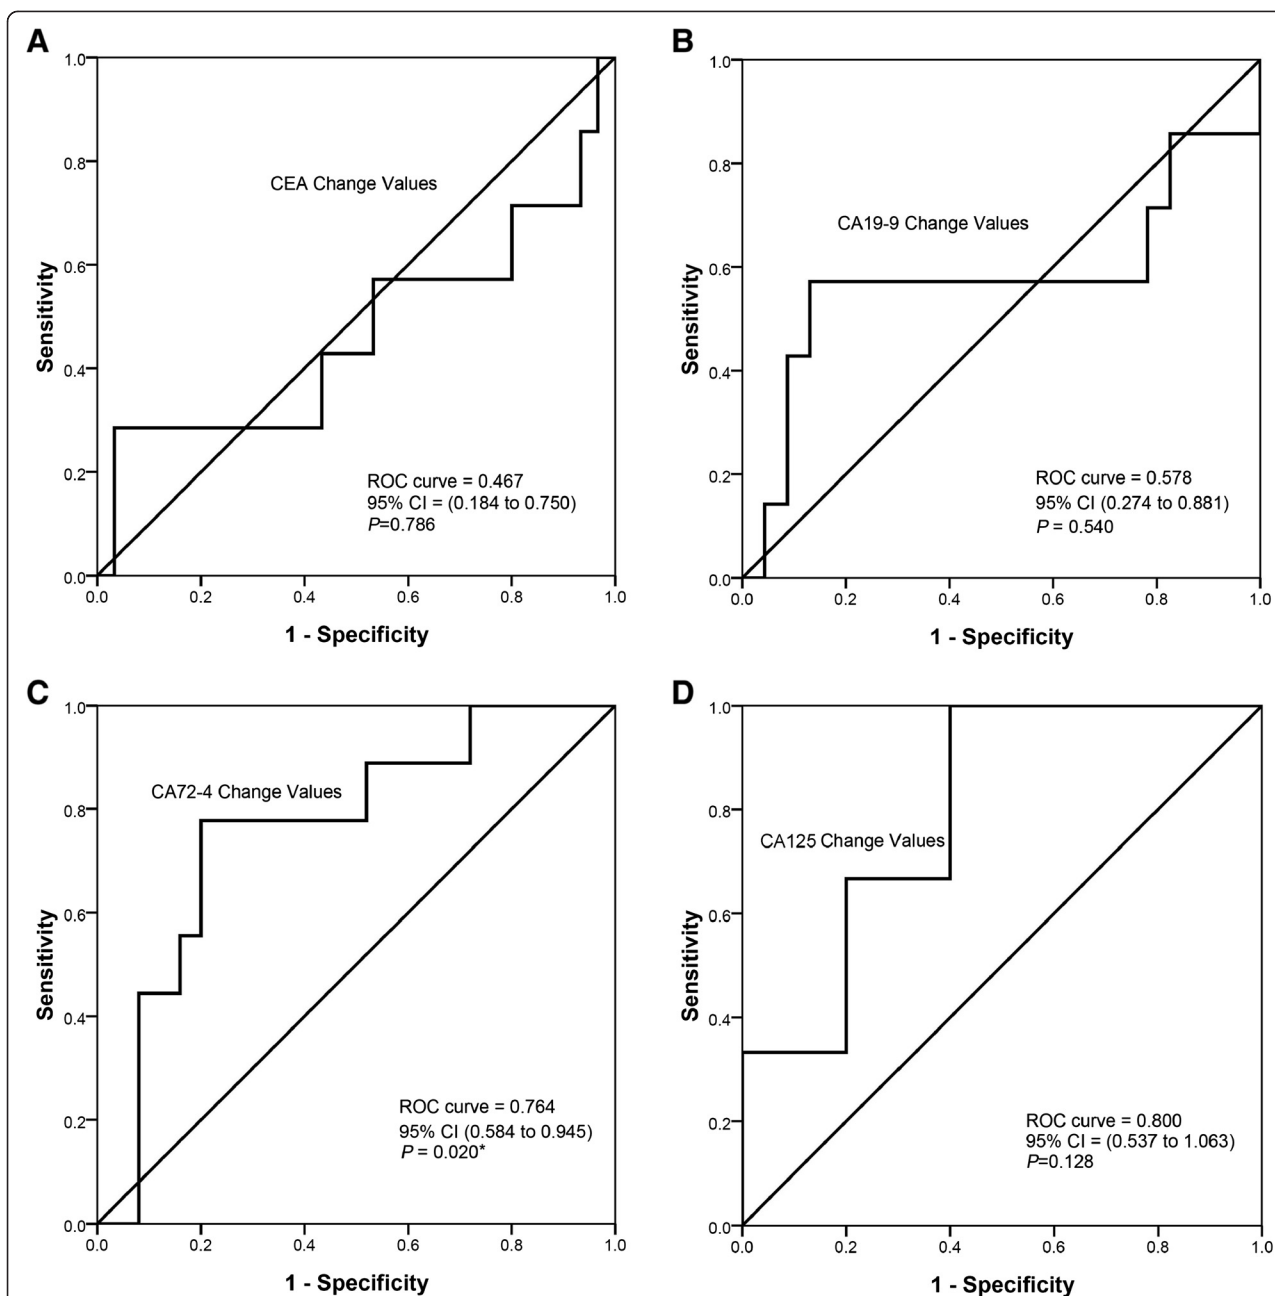 A
1.0
0.8
0.6
0.4
0.2
0.0
Sensitivity
CEA Change Values
ROC curve = 0.467
95% CI = (0.184 to 0.750)
P=0.786
0.0 0.2 0.4 0.6 0.8 1.0
1 - Specificity
B
1.0
0.8
0.6
0.4
0.2
0.0
Sensitivity
CA19-9 Change Values
ROC curve = 0.578
95% CI (0.274 to 0.881)
P = 0.540
0.0 0.2 0.4 0.6 0.8 1.0
1 - Specificity
C
1.0
0.8
0.6
0.4
0.2
0.0
Sensitivity
CA72-4 Change Values
ROC curve = 0.764
95% CI (0.584 to 0.945)
P = 0.020*
0.0 0.2 0.4 0.6 0.8 1.0
1 - Specificity
D
1.0
0.8
0.6
0.4
0.2
0.0
Sensitivity
CA125 Change Values
ROC curve = 0.800
95% CI = (0.537 to 1.063)
P=0.128
0.0 0.2 0.4 0.6 0.8 1.0
1 - Specificity